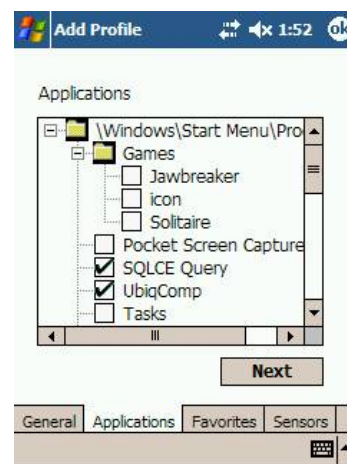 Add Profile 1:52 ok
Applications
\Windows\Start Menu\Pro
Games
Jawbreaker
icon
Solitaire
Pocket Screen Capture
SQLCE Query
UbiqComp
Tasks
Next
General Applications Favorites Sensors